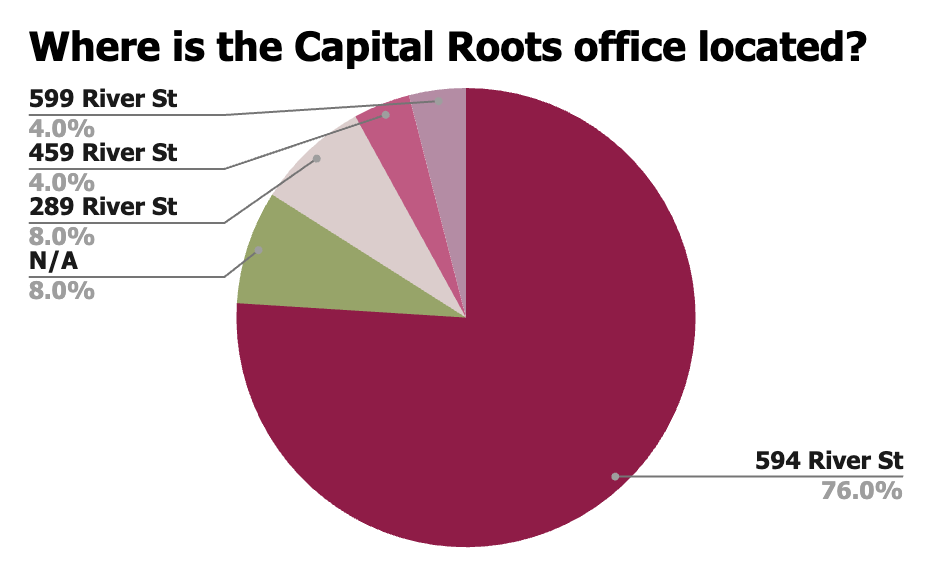 Where is the Capital Roots office located?
599 River St
4.0%
459 River St
4.0%
289 River St
8.0%
N/A
8.0%
594 River St
76.0%